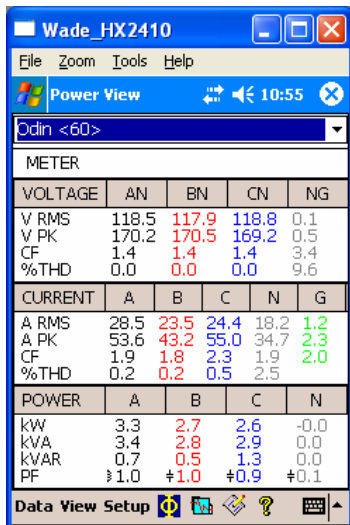 Wade_HX2410
File Zoom Tools Help
Power View 10:55
Odin <60>
METER
VOLTAGE AN BN CN NG
V RMS 118.5 117.9 118.8 0.1
V PK 170.2 170.5 169.2 0.5
CF 1.4 1.4 1.4 3.4
%THD 0.0 0.0 0.0 9.6
CURRENT A B C N G
A RMS 28.5 23.5 24.4 18.2 1.2
A PK 53.6 43.2 55.0 34.7 2.3
CF 1.9 1.8 2.3 1.9 2.0
%THD 0.2 0.2 0.5 2.5
POWER A B C N
kW 3.3 2.7 2.6 -0.0
kVA 3.4 2.8 2.9 0.0
kVAR 0.7 0.5 1.3 0.0
PF 1.0 1.0 0.9 0.1
Data View Setup